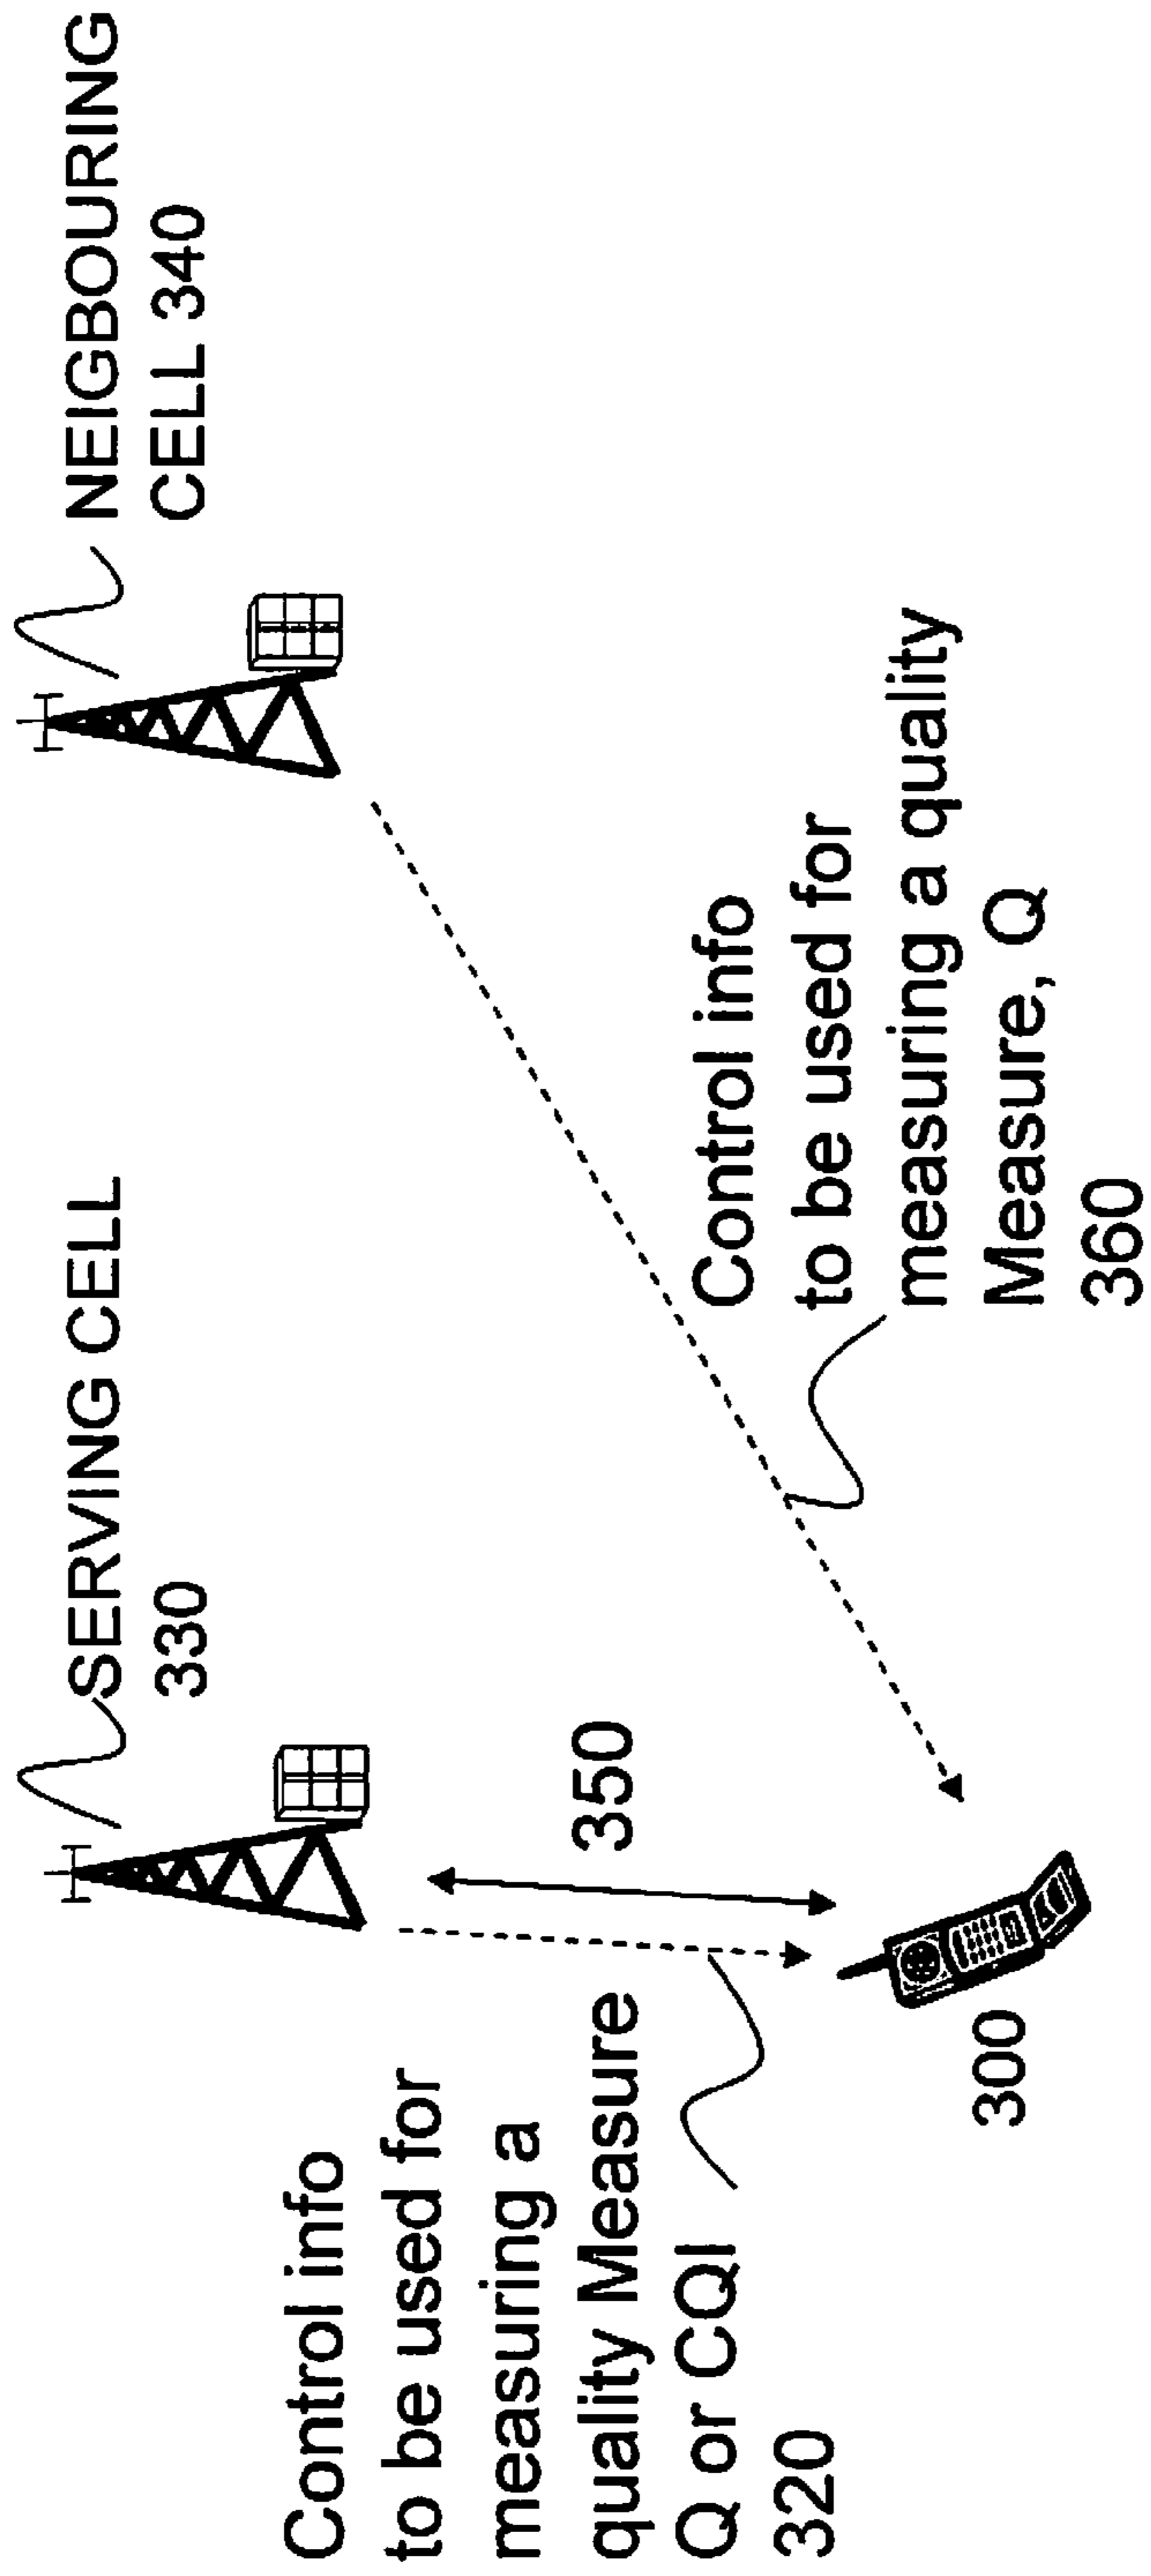 SERVING CELL
330
NEIGBOURING
CELL 340
Control info
to be used for
measuring a
quality Measure
Q or CQI
320
350
300
Control info
to be used for
measuring a quality
Measure, Q
360